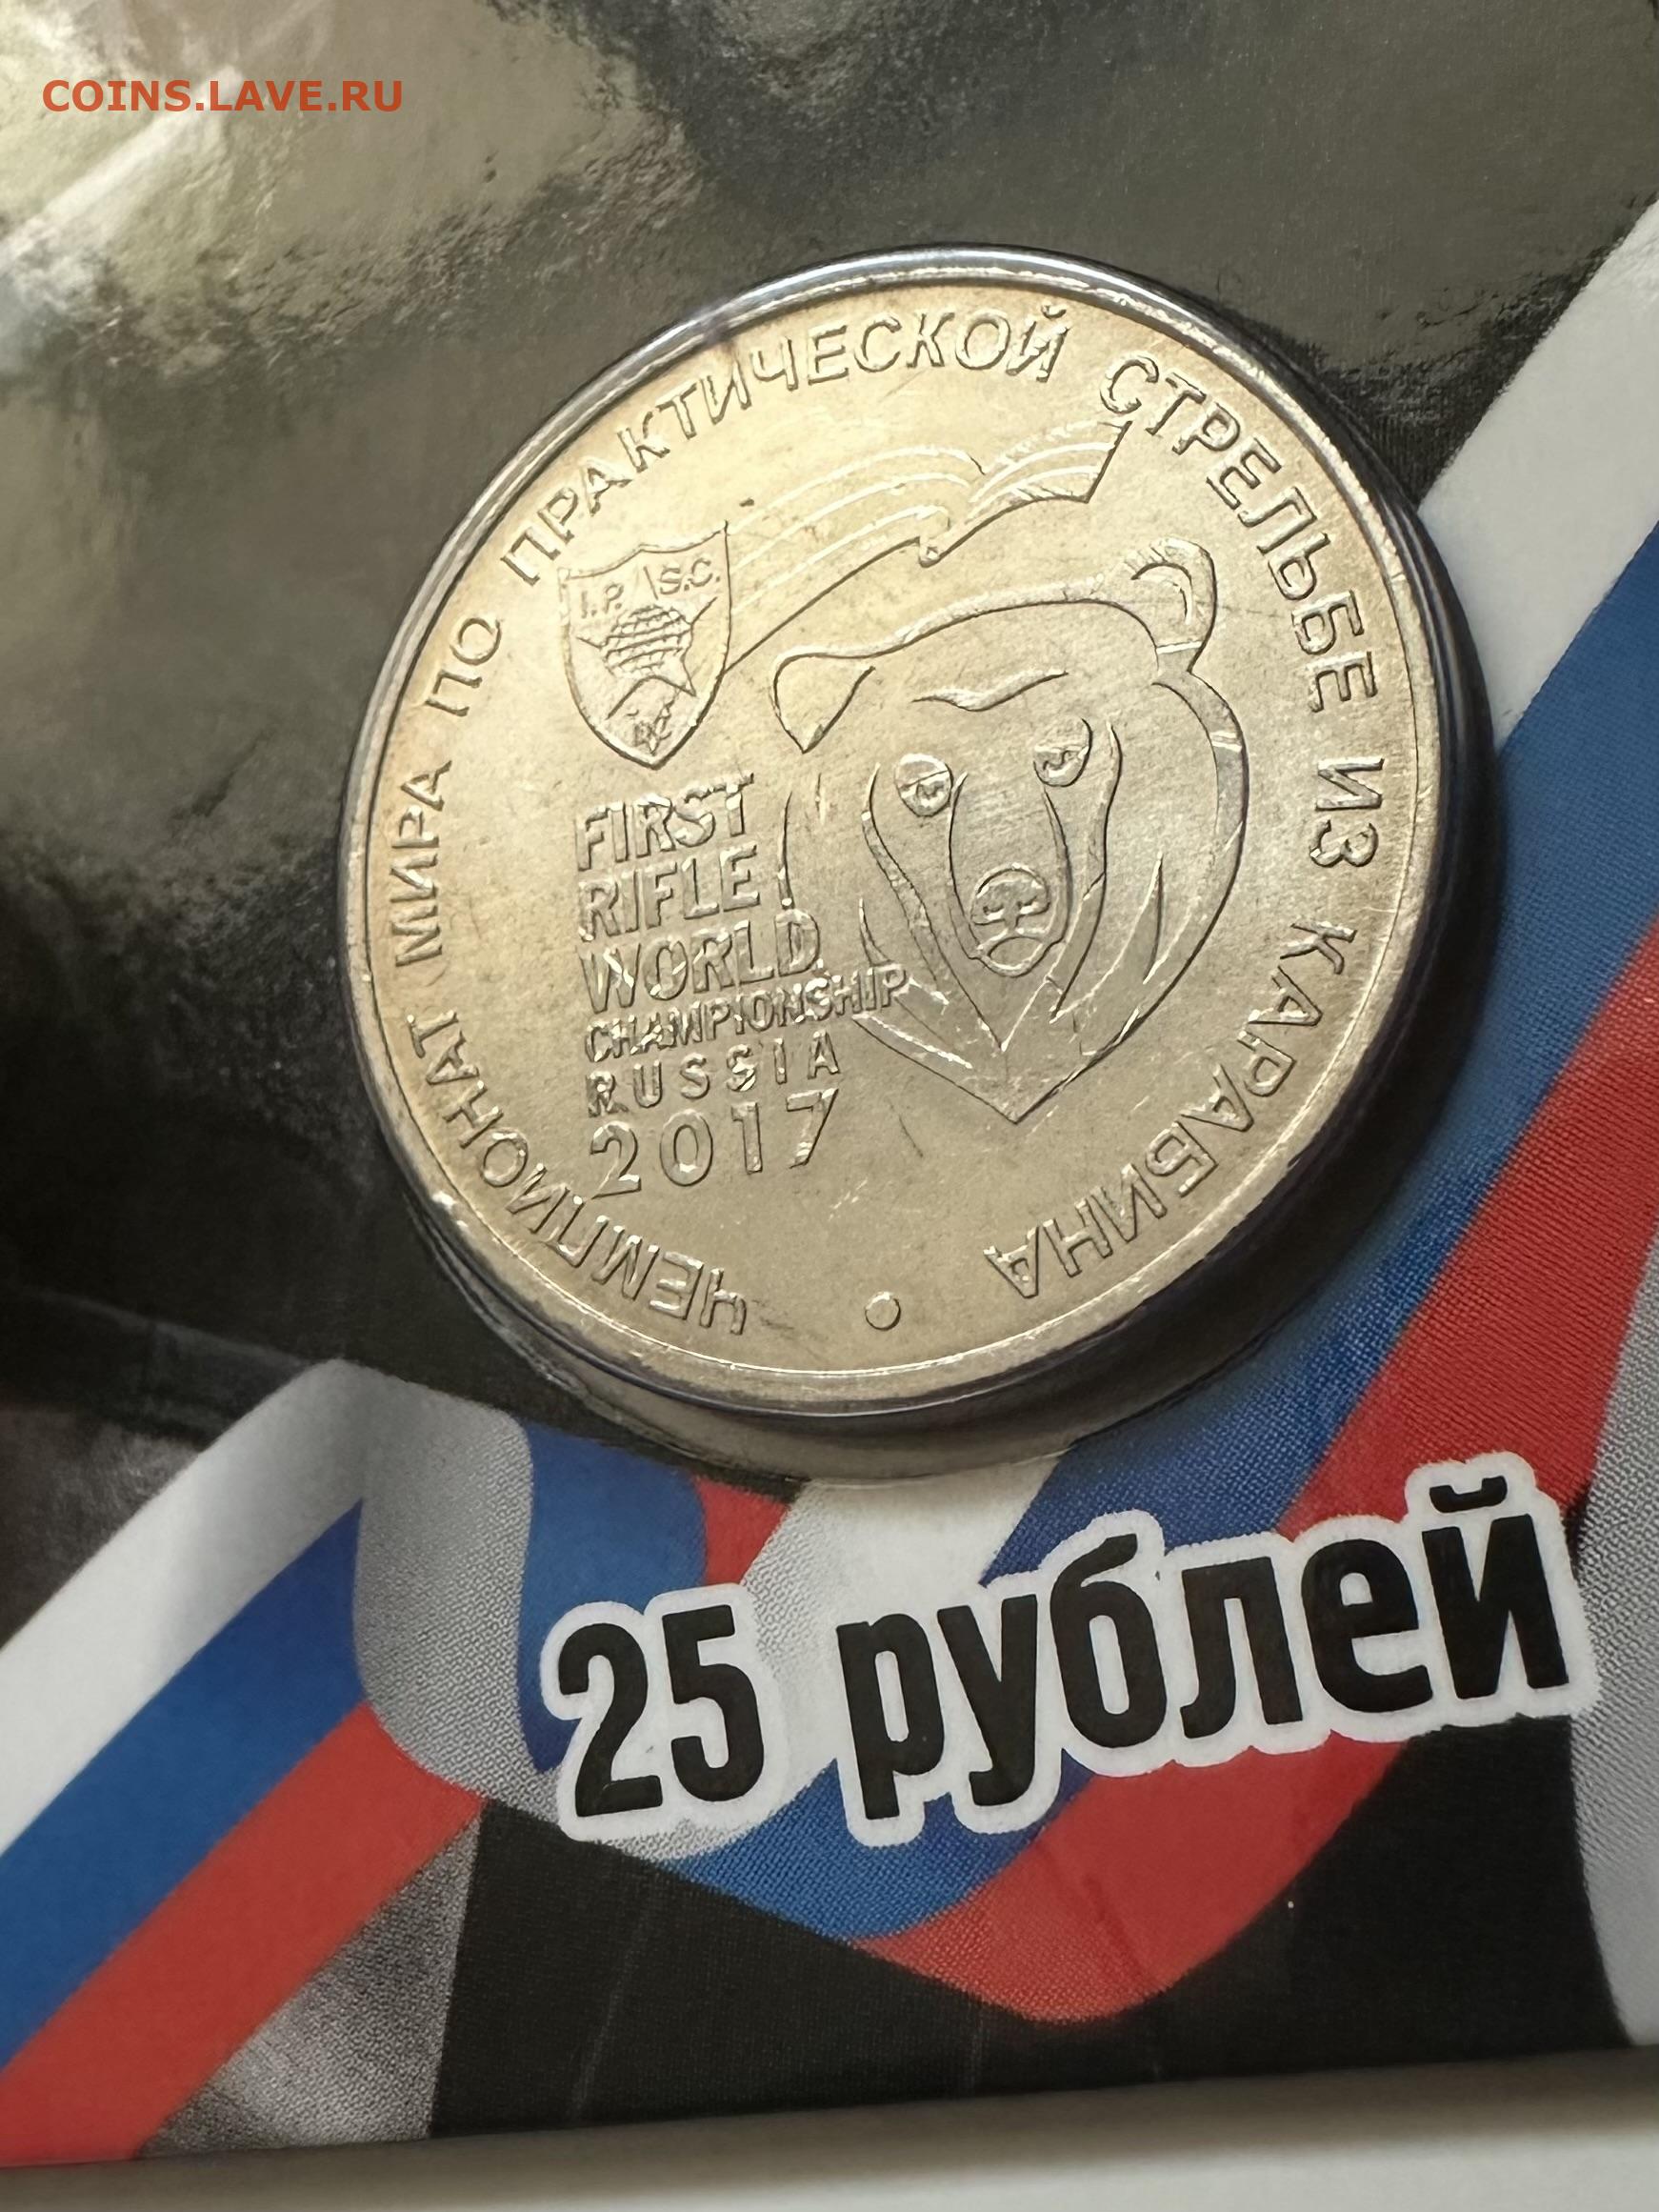 COINS.LAVE.RU
ЧЕМПИОНАТ МИРА ПО ПРАКТИЧЕСКОЙ СТРЕЛЬБЕ ИЗ КАРАБИНА
I.P.S.C.
FIRST
RIFLE
WORLD
CHAMPIONSHIP
RUSSIA
2017
25 рублей